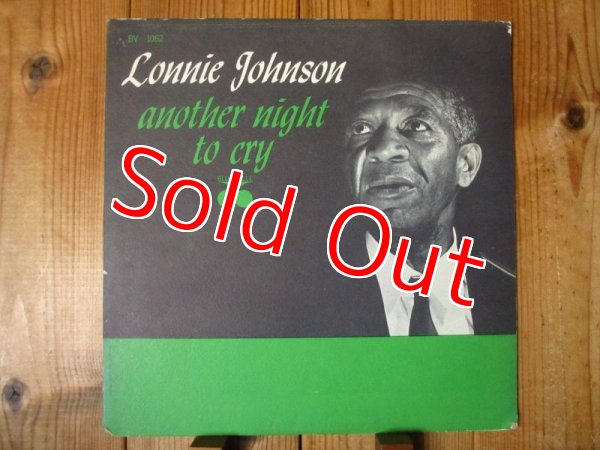 BV 1062
Lonnie Johnson
another night
to cry
Sold Out